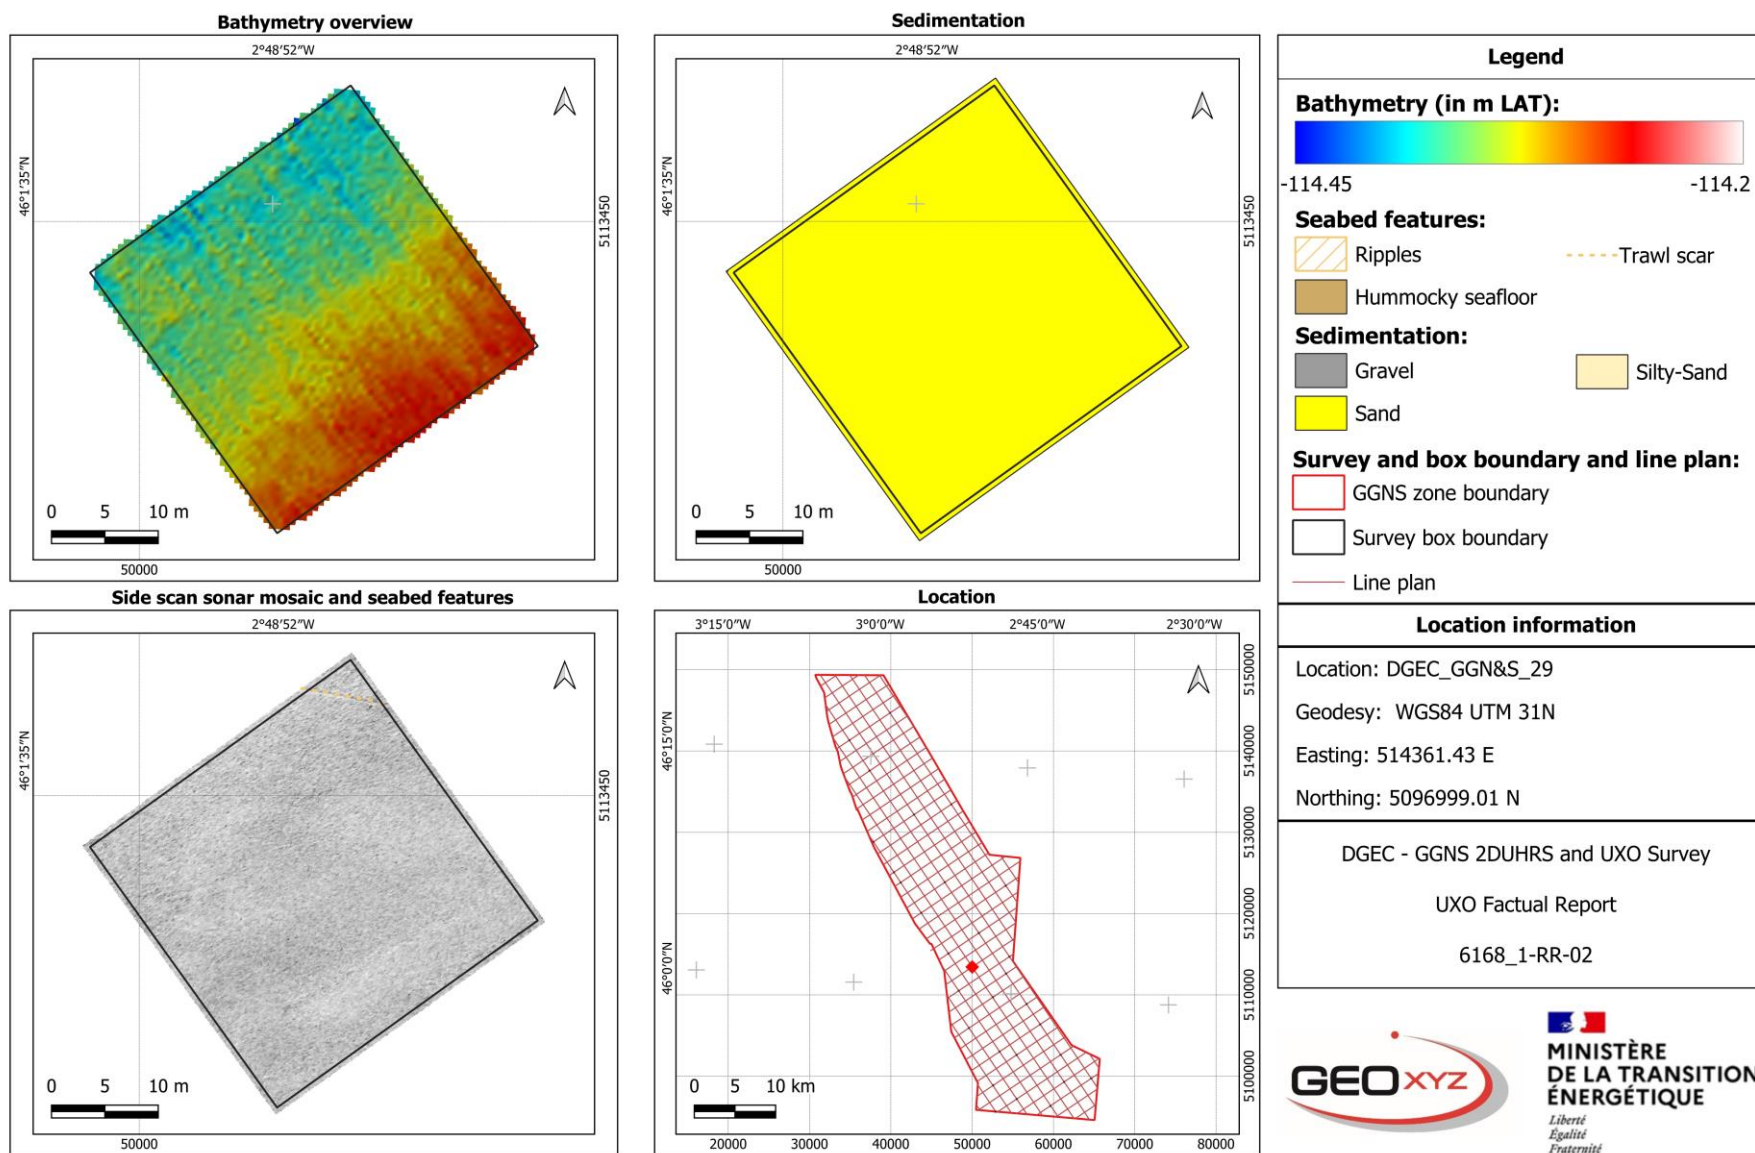 Bathymetry overview
2°48'52"W
46°1'35"N
5113450
0 5 10 m
50000
Sedimentation
2°48'52"W
5113450
46°1'35"N
0 5 10 m
50000
Side scan sonar mosaic and seabed features
2°48'52"W
46°1'35"N
5113450
0 5 10 m
50000
Location
3°15'0"W 3°0'0"W 2°45'0"W 2°30'0"W
46°15'0"N
46°0'0"N
5150000
5140000
5130000
5120000
5110000
5100000
0 5 10 km
20000 30000 40000 50000 60000 70000 80000
Legend
Bathymetry (in m LAT):
-114.45 -114.2
Seabed features:
Ripples Trawl scar
Hummocky seafloor
Sedimentation:
Gravel Silty-Sand
Sand
Survey and box boundary and line plan:
GGNS zone boundary
Survey box boundary
Line plan
Location information
Location: DGEC_GGN&S_29
Geodesy: WGS84 UTM 31N
Easting: 514361.43 E
Northing: 5096999.01 N
DGEC - GGNS 2DUHRS and UXO Survey
UXO Factual Report
6168_1-RR-02
GEOXYZ
MINISTÈRE
DE LA TRANSITION
ÉNERGÉTIQUE
Liberté
Égalité
Fraternité